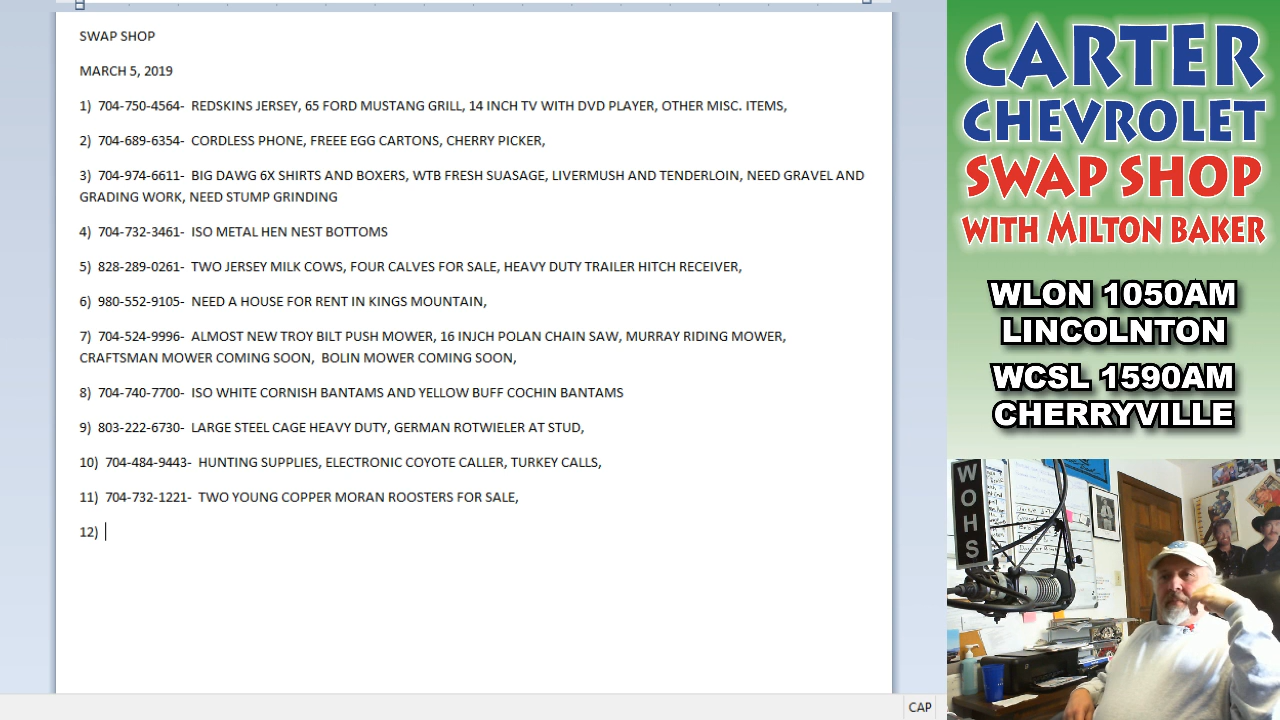 SWAP SHOP
MARCH 5, 2019
1) 704-750-4564- REDSKINS JERSEY, 65 FORD MUSTANG GRILL, 14 INCH TV WITH DVD PLAYER, OTHER MISC. ITEMS,
2) 704-689-6354- CORDLESS PHONE, FREEE EGG CARTONS, CHERRY PICKER,
3) 704-974-6611- BIG DAWG 6X SHIRTS AND BOXERS, WTB FRESH SUASAGE, LIVERMUSH AND TENDERLOIN, NEED GRAVEL AND
GRADING WORK, NEED STUMP GRINDING
4) 704-732-3461- ISO METAL HEN NEST BOTTOMS
5) 828-289-0261- TWO JERSEY MILK COWS, FOUR CALVES FOR SALE, HEAVY DUTY TRAILER HITCH RECEIVER,
6) 980-552-9105- NEED A HOUSE FOR RENT IN KINGS MOUNTAIN,
7) 704-524-9996- ALMOST NEW TROY BILT PUSH MOWER, 16 INJCH POLAN CHAIN SAW, MURRAY RIDING MOWER,
CRAFTSMAN MOWER COMING SOON, BOLIN MOWER COMING SOON,
8) 704-740-7700- ISO WHITE CORNISH BANTAMS AND YELLOW BUFF COCHIN BANTAMS
9) 803-222-6730- LARGE STEEL CAGE HEAVY DUTY, GERMAN ROTWIELER AT STUD,
10) 704-484-9443- HUNTING SUPPLIES, ELECTRONIC COYOTE CALLER, TURKEY CALLS,
11) 704-732-1221- TWO YOUNG COPPER MORAN ROOSTERS FOR SALE,
12)
CAP
CARTER
CHEVROLET
SWAP SHOP
WITH MILTON BAKER
WLON 1050AM
LINCOLNTON
WCSL 1590AM
CHERRYVILLE
WOHS